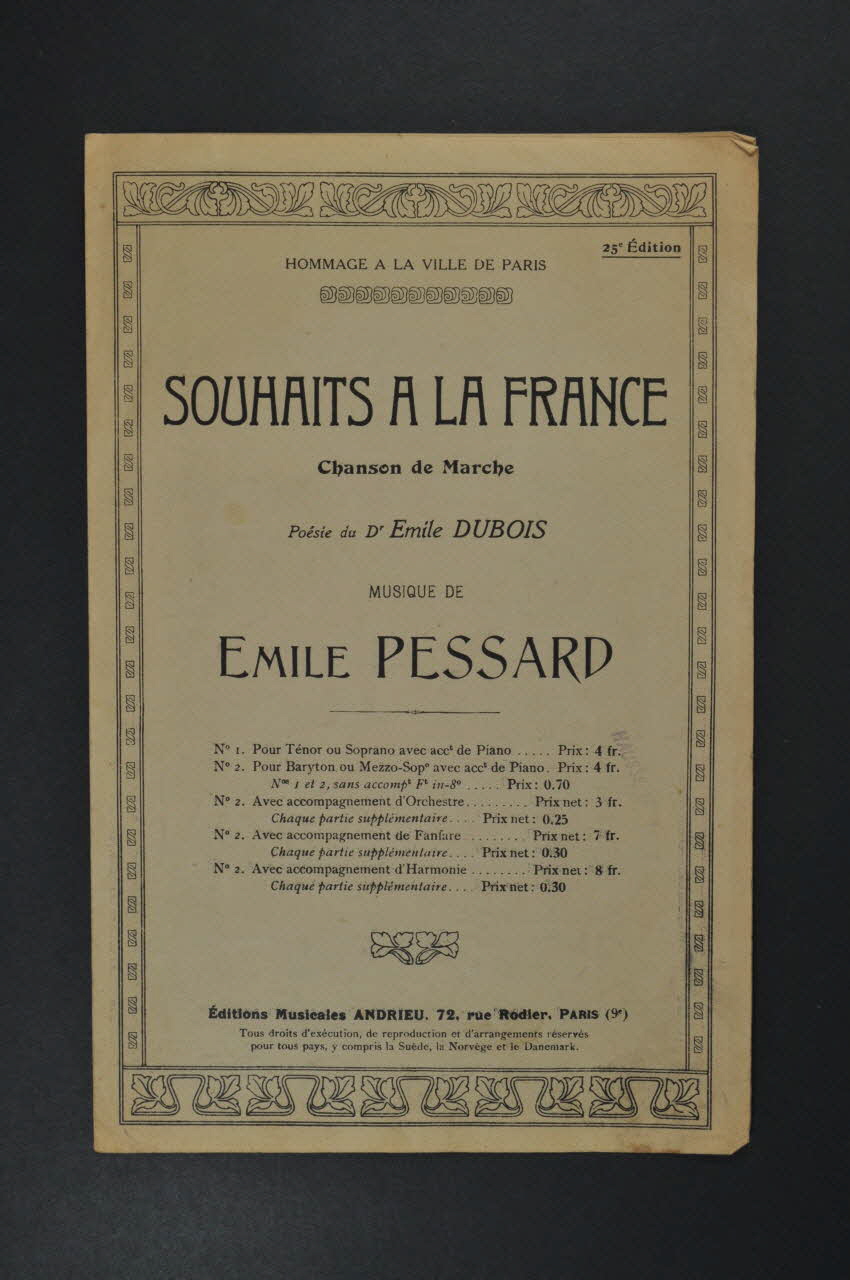 25e Édition
HOMMAGE A LA VILLE DE PARIS
SOUHAITS A LA FRANCE
Chanson de Marche
Poésie du Dr Emile DUBOIS
MUSIQUE DE
EMILE PESSARD
No 1. Pour Ténor ou Soprano avec acct de Piano ..... Prix : 4 fr.
No 2. Pour Baryton ou Mezzo-Sopo avec acct de Piano. Prix : 4 fr.
Nos 1 et 2, sans accompt Ft in-8o ..... Prix : 0.70
No 2. Avec accompagnement d'Orchestre......... Prix net : 3 fr.
Chaque partie supplémentaire.... Prix net : 0.25
No 2. Avec accompagnement de Fanfare ........ Prix net : 7 fr.
Chaque partie supplémentaire.... Prix net : 0.30
No 2. Avec accompagnement d'Harmonie ........ Prix net : 8 fr.
Chaque partie supplémentaire.... Prix net : 0.30
Éditions Musicales ANDRIEU, 72, rue Rodier, PARIS (9e)
Tous droits d'exécution, de reproduction et d'arrangements réservés
pour tous pays, y compris la Suède, la Norvège et le Danemark.